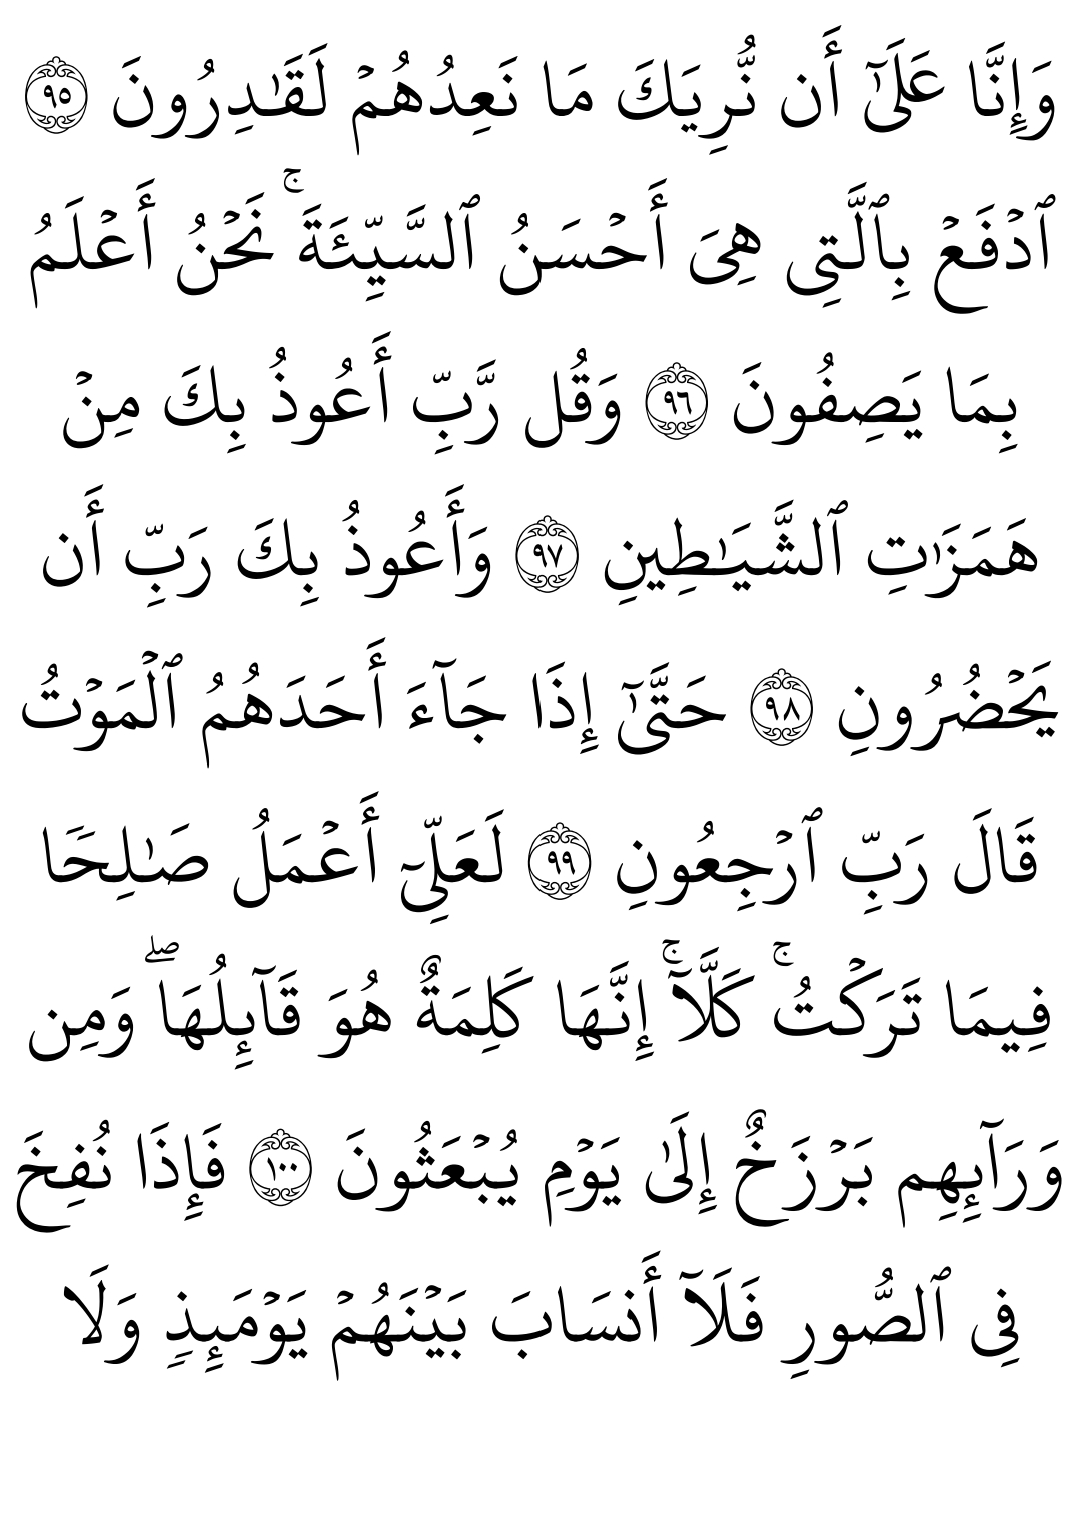 وَإِنَّا عَلَىٰٓ أَن نُّرِيَكَ مَا نَعِدُهُمْ لَقَـٰدِرُونَ ٩٥
ٱدْفَعْ بِٱلَّتِى هِىَ أَحْسَنُ ٱلسَّيِّئَةَ ۚ نَحْنُ أَعْلَمُ
بِمَا يَصِفُونَ ٩٦ وَقُل رَّبِّ أَعُوذُ بِكَ مِنْ
هَمَزَٰتِ ٱلشَّيَـٰطِينِ ٩٧ وَأَعُوذُ بِكَ رَبِّ أَن
يَحْضُرُونِ ٩٨ حَتَّىٰٓ إِذَا جَآءَ أَحَدَهُمُ ٱلْمَوْتُ
قَالَ رَبِّ ٱرْجِعُونِ ٩٩ لَعَلِّىٓ أَعْمَلُ صَـٰلِحًا
فِيمَا تَرَكْتُ ۚ كَلَّآ ۚ إِنَّهَا كَلِمَةٌ هُوَ قَآئِلُهَا ۖ وَمِن
وَرَآئِهِم بَرْزَخٌ إِلَىٰ يَوْمِ يُبْعَثُونَ ١٠٠ فَإِذَا نُفِخَ
فِى ٱلصُّورِ فَلَآ أَنسَابَ بَيْنَهُمْ يَوْمَئِذٍ وَلَا